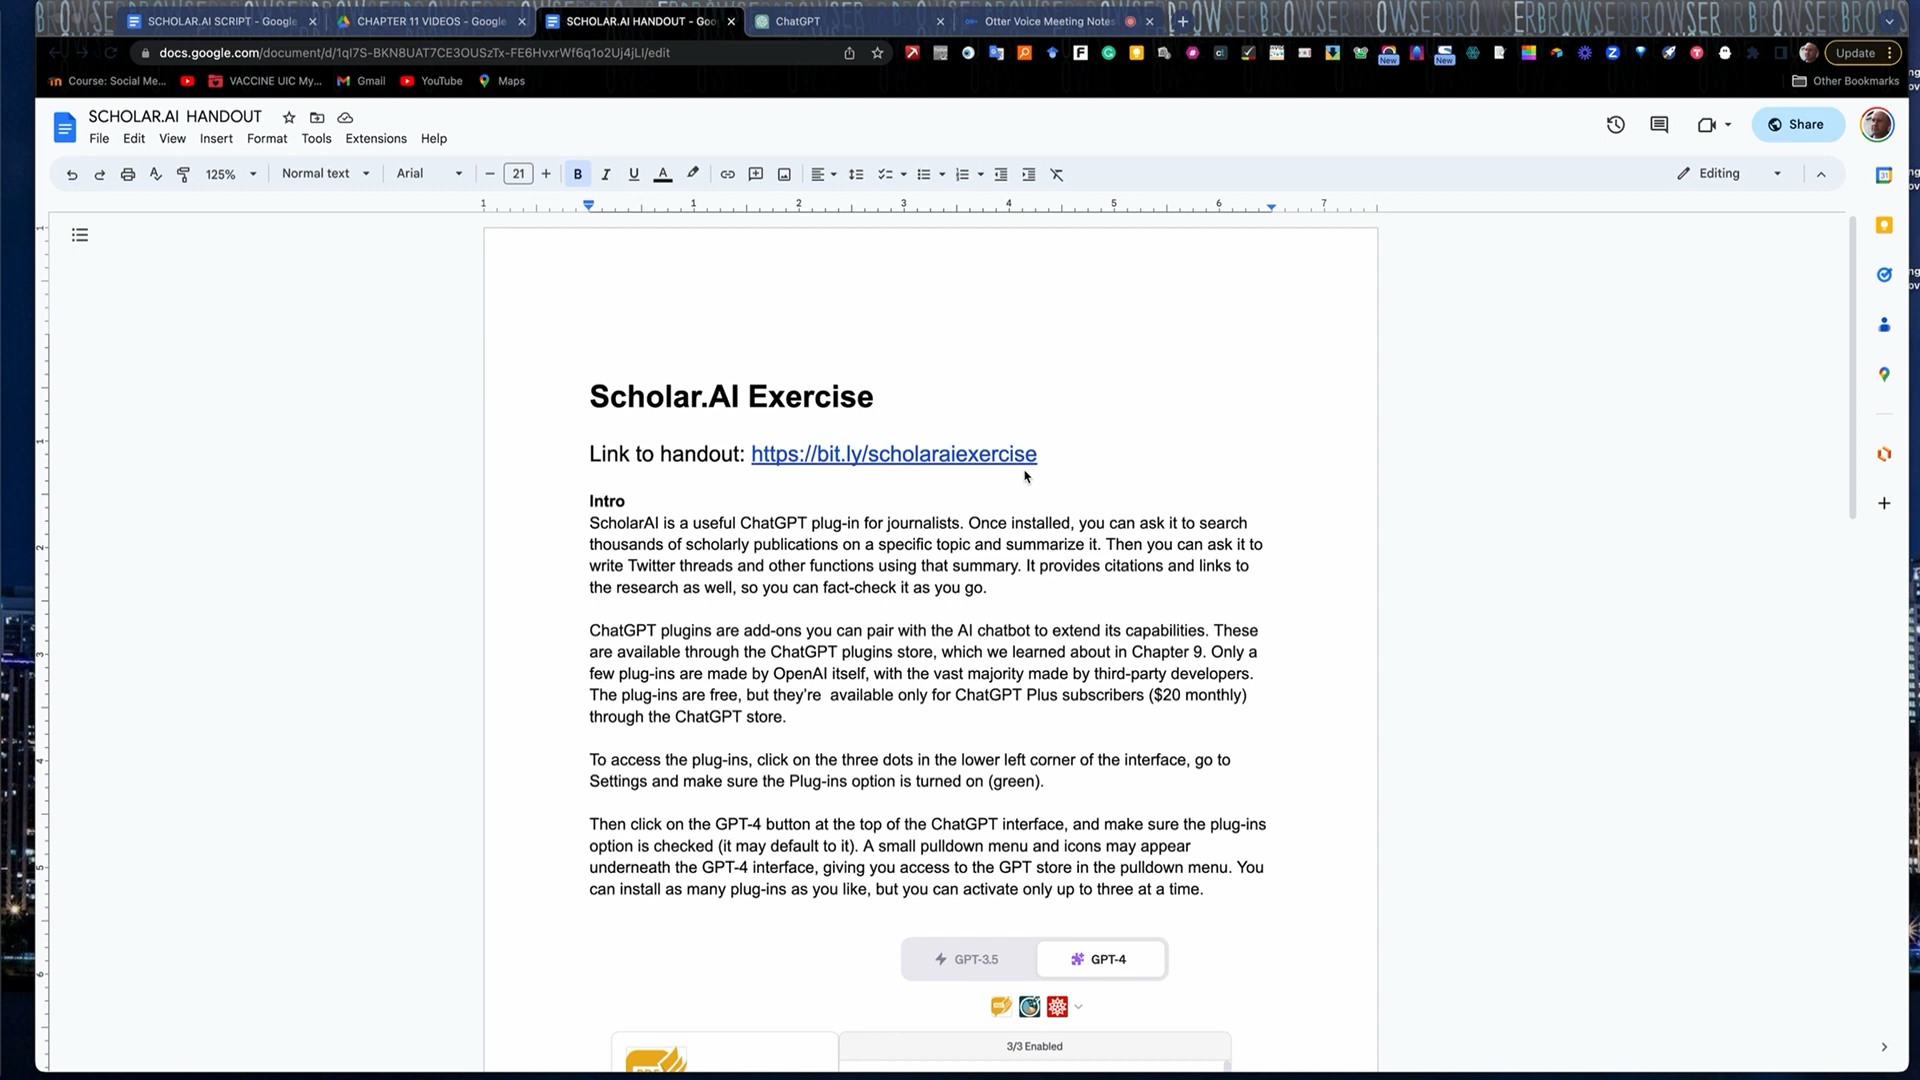 SCHOLAR.AI SCRIPT - Google
CHAPTER 11 VIDEOS - Google
SCHOLAR.AI HANDOUT - Goo
ChatGPT
Otter Voice Meeting Notes
docs.google.com/document/d/1qI7S-BKN8UAT7CE3OUSzTx-FE6HvxrWf6q1o2Uj4jLI/edit
New
New
Update
Course: Social Me...
VACCINE UIC My...
Gmail
YouTube
Maps
Other Bookmarks
SCHOLAR.AI HANDOUT
File Edit View Insert Format Tools Extensions Help
Share
125% Normal text Arial 21 Editing
1 1 2 3 4 5 6 7
Scholar.AI Exercise
Link to handout: https://bit.ly/scholaraiexercise
Intro
ScholarAI is a useful ChatGPT plug-in for journalists. Once installed, you can ask it to search
thousands of scholarly publications on a specific topic and summarize it. Then you can ask it to
write Twitter threads and other functions using that summary. It provides citations and links to
the research as well, so you can fact-check it as you go.
ChatGPT plugins are add-ons you can pair with the AI chatbot to extend its capabilities. These
are available through the ChatGPT plugins store, which we learned about in Chapter 9. Only a
few plug-ins are made by OpenAI itself, with the vast majority made by third-party developers.
The plug-ins are free, but they're  available only for ChatGPT Plus subscribers ($20 monthly)
through the ChatGPT store.
To access the plug-ins, click on the three dots in the lower left corner of the interface, go to
Settings and make sure the Plug-ins option is turned on (green).
Then click on the GPT-4 button at the top of the ChatGPT interface, and make sure the plug-ins
option is checked (it may default to it). A small pulldown menu and icons may appear
underneath the GPT-4 interface, giving you access to the GPT store in the pulldown menu. You
can install as many plug-ins as you like, but you can activate only up to three at a time.
GPT-3.5 GPT-4
3/3 Enabled